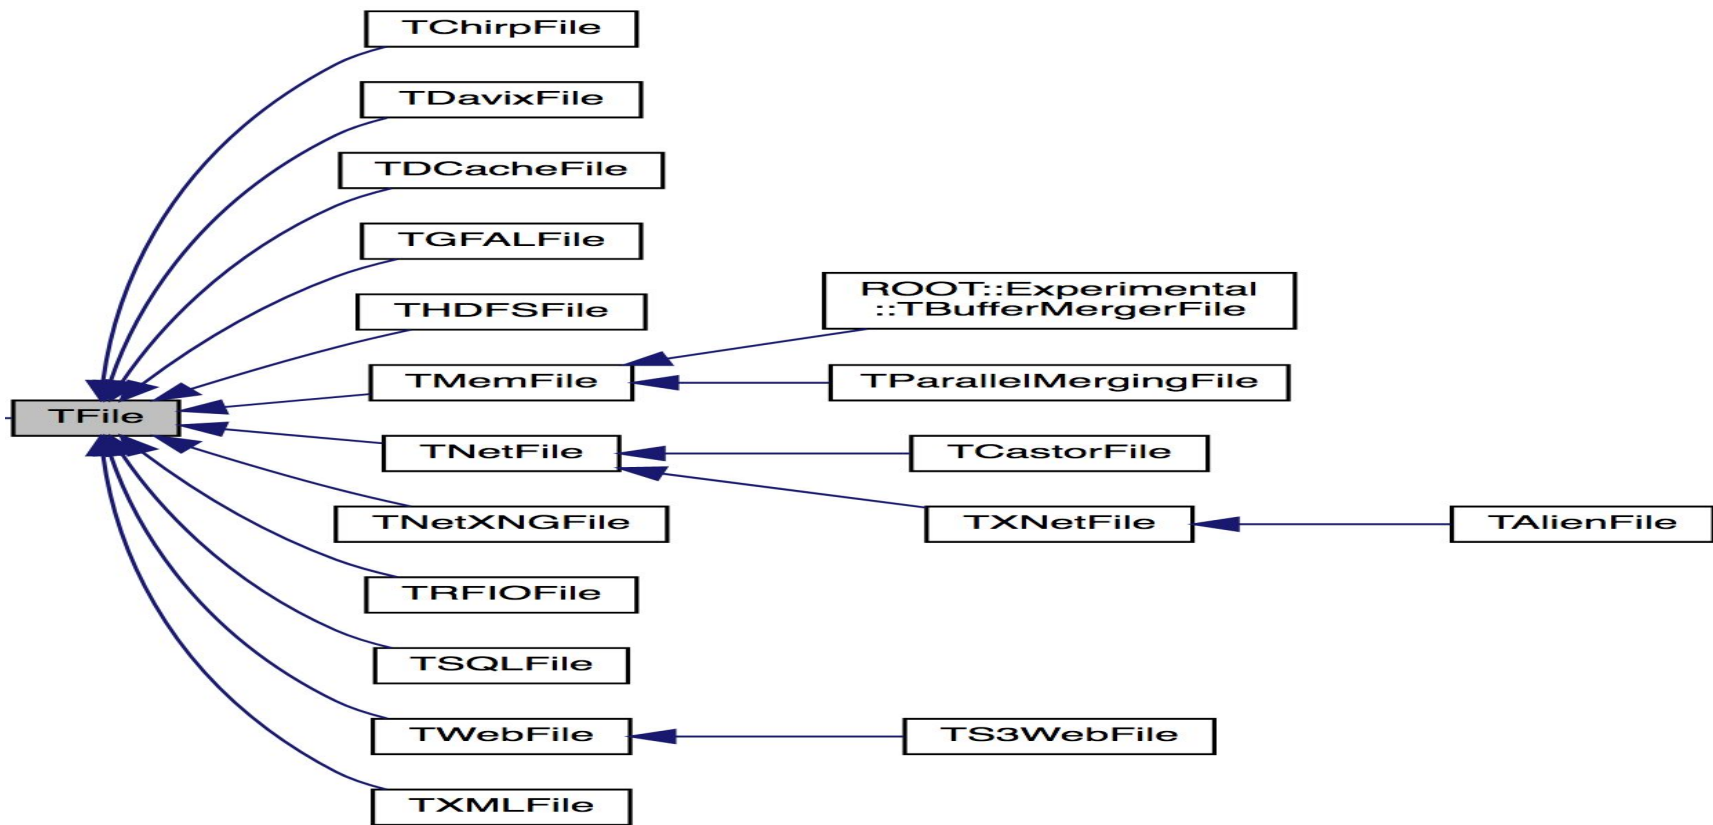 TChirpFile
TDavixFile
TDCacheFile
TGFALFile
THDFSFile
ROOT::Experimental
::TBufferMergerFile
TMemFile
TParallelMergingFile
TFile
TNetFile
TCastorFile
TNetXNGFile
TXNetFile
TAlienFile
TRFIOFile
TSQLFile
TWebFile
TS3WebFile
TXMLFile